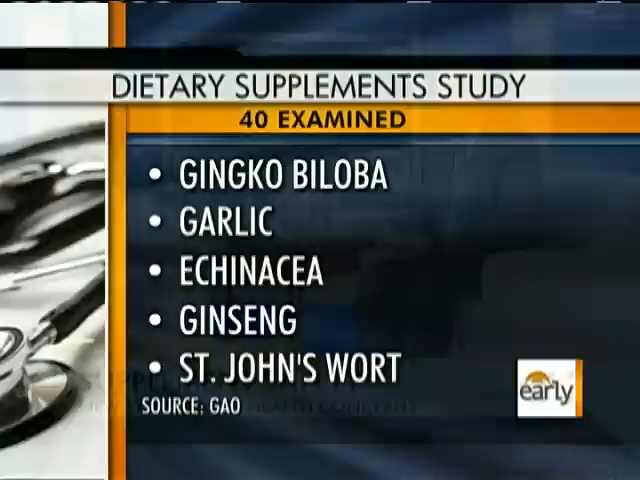 DIETARY SUPPLEMENTS STUDY
40 EXAMINED
• GINGKO BILOBA
• GARLIC
• ECHINACEA
• GINSENG
• ST. JOHN'S WORT
SOURCE: GAO
early